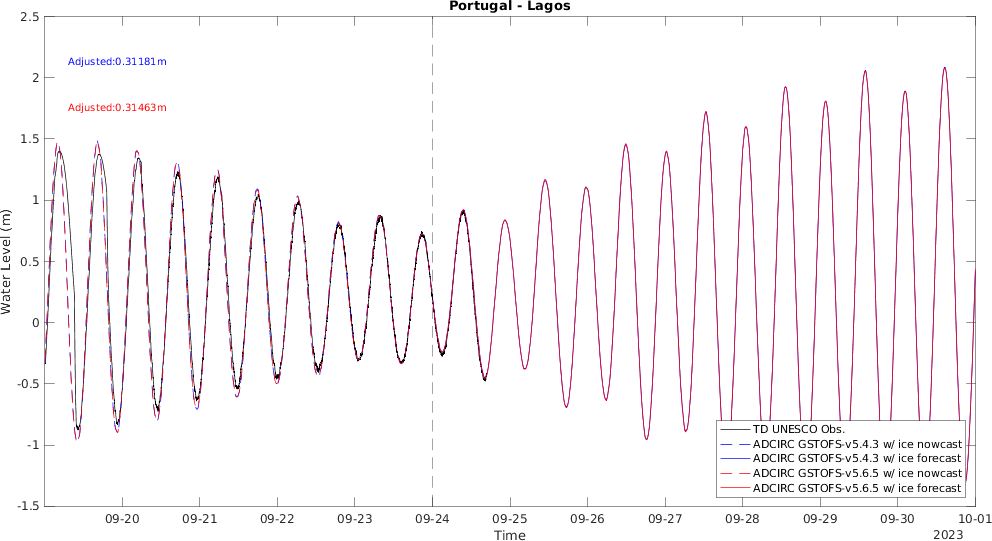 Portugal - Lagos
Adjusted:0.31181m
Adjusted:0.31463m
Water Level (m)
2.5
2
1.5
1
0.5
0
-0.5
-1
-1.5
TD UNESCO Obs.
ADCIRC GSTOFS-v5.4.3 w/ ice nowcast
ADCIRC GSTOFS-v5.4.3 w/ ice forecast
ADCIRC GSTOFS-v5.6.5 w/ ice nowcast
ADCIRC GSTOFS-v5.6.5 w/ ice forecast
09-20 09-21 09-22 09-23 09-24 09-25 09-26 09-27 09-28 09-29 09-30 10-01
Time
2023